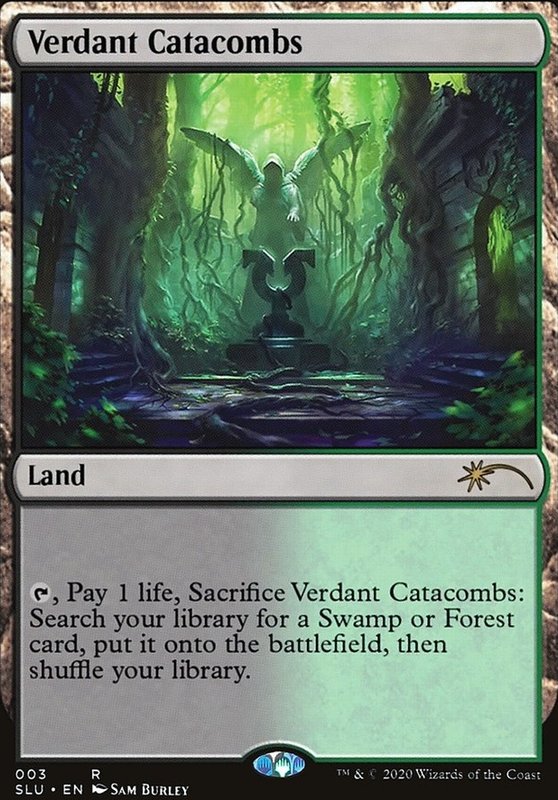 Verdant Catacombs
Land
, Pay 1 life, Sacrifice Verdant Catacombs:
Search your library for a Swamp or Forest
card, put it onto the battlefield, then
shuffle your library.
003 R
SLU • EN Sam Burley
™ & © 2020 Wizards of the Coast